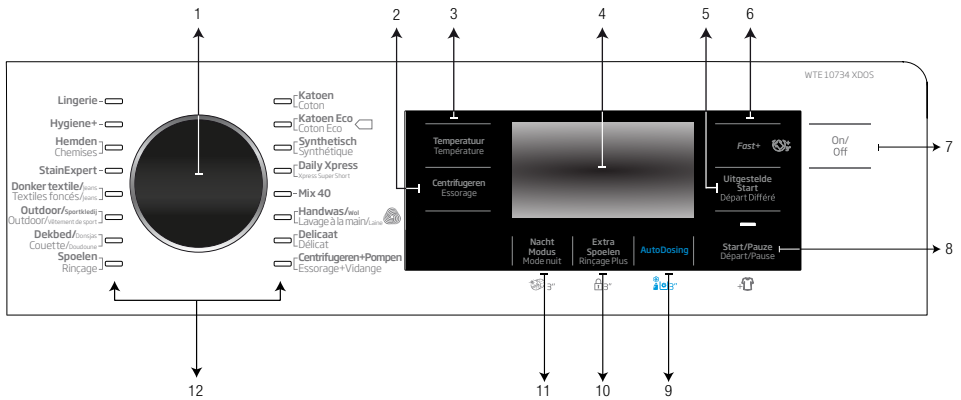 1
2
3
4
5
6
WTE 10734 XDOS
Lingerie
Hygiene+
Hemden
Chemises
StainExpert
Donker textile/Jeans
Textiles foncés/Jeans
Outdoor/Sportkledij
Outdoor/Vêtement de sport
Dekbed/Donsjas
Couette/Doudoune
Spoelen
Rinçage
Katoen
Coton
Katoen Eco
Coton Eco
Synthetisch
Synthétique
Daily Xpress
Xpress Super Short
Mix 40
Handwas/Wol
Lavage à la main/Laine
Delicaat
Délicat
Centrifugeren+Pompen
Essorage+Vidange
Temperatuur
Température
Centrifugeren
Essorage
Fast+
Uitgestelde
Start
Départ Différé
On/
Off
7
Nacht
Modus
Mode nuit
Extra
Spoelen
Rinçage Plus
AutoDosing
Start/Pauze
Départ/Pause
8
3"
3"
3"
+
12
11
10
9